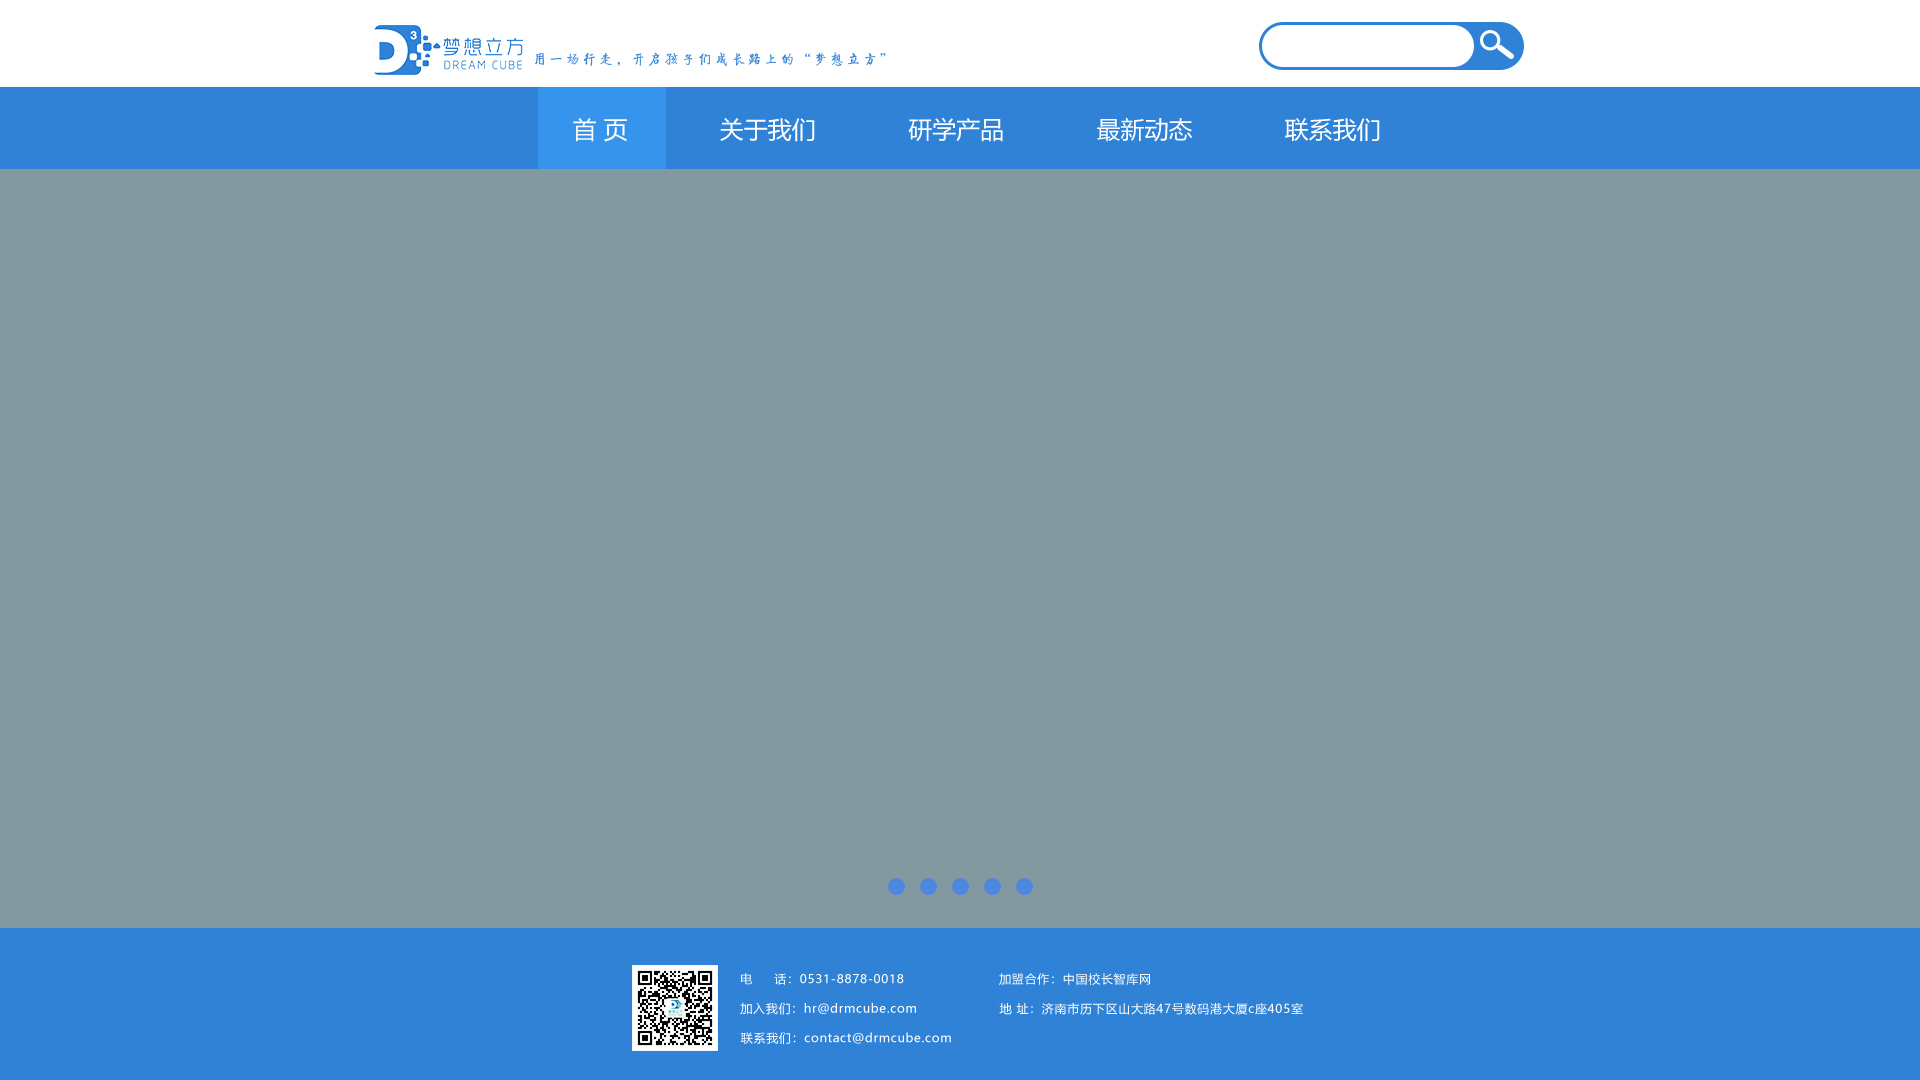 D3
梦想立方
DREAM CUBE
用一场行走，开启孩子们成长路上的“梦想立方”
首 页
关于我们
研学产品
最新动态
联系我们
电 话：0531-8878-0018
加盟合作：中国校长智库网
加入我们：hr@drmcube.com
地 址：济南市历下区山大路47号数码港大厦c座405室
联系我们：contact@drmcube.com